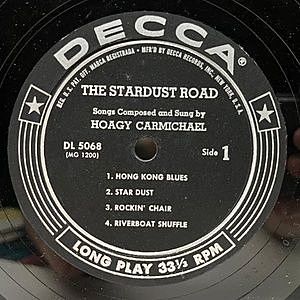 DECCA®
REG. U.S. PAT. OFF. MARCA REGISTRADA • MFR'D BY DECCA RECORDS, INC., NEW YORK, U.S.A.
THE STARDUST ROAD
Songs Composed and Sung by
HOAGY CARMICHAEL
DL 5068
(MG 1200)
Side 1
1. HONG KONG BLUES
2. STAR DUST
3. ROCKIN' CHAIR
4. RIVERBOAT SHUFFLE
LONG PLAY 33⅓ RPM